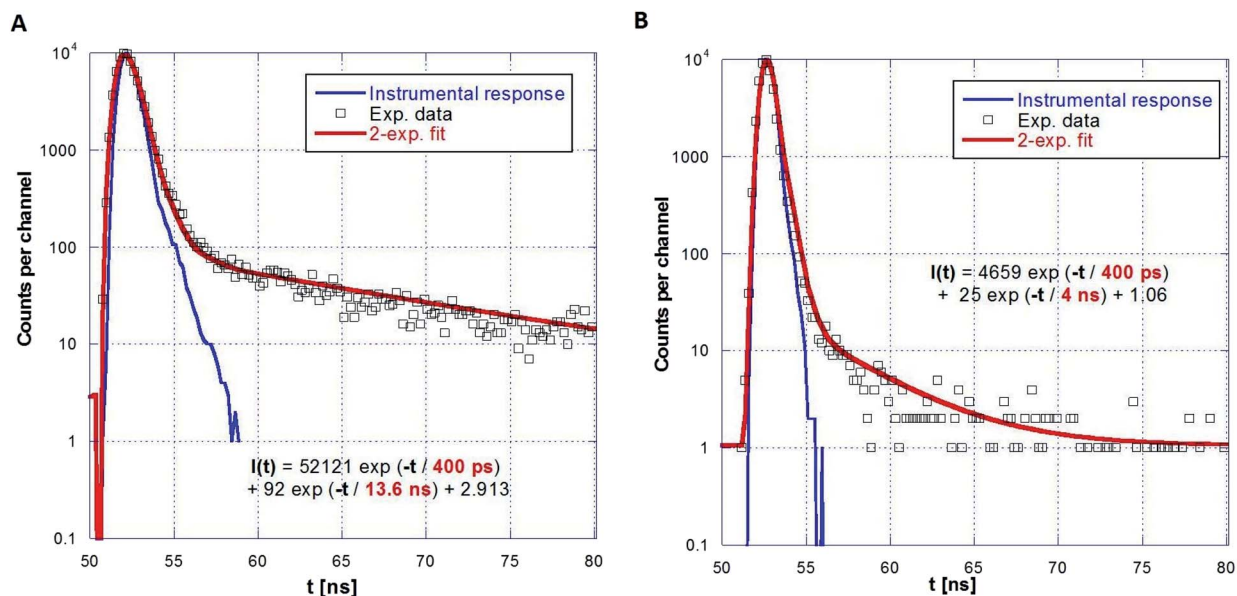 A
10⁴
1000
100
10
1
0.1
Counts per channel
50
55
60
65
70
75
80
t [ns]
Instrumental response
Exp. data
2-exp. fit
I(t) = 52121 exp (-t / 400 ps)
+ 92 exp (-t / 13.6 ns) + 2.913
B
10⁴
1000
100
10
1
0.1
Counts per channel
50
55
60
65
70
75
80
t [ns]
Instrumental response
Exp. data
2-exp. fit
I(t) = 4659 exp (-t / 400 ps)
+ 25 exp (-t / 4 ns) + 1.06